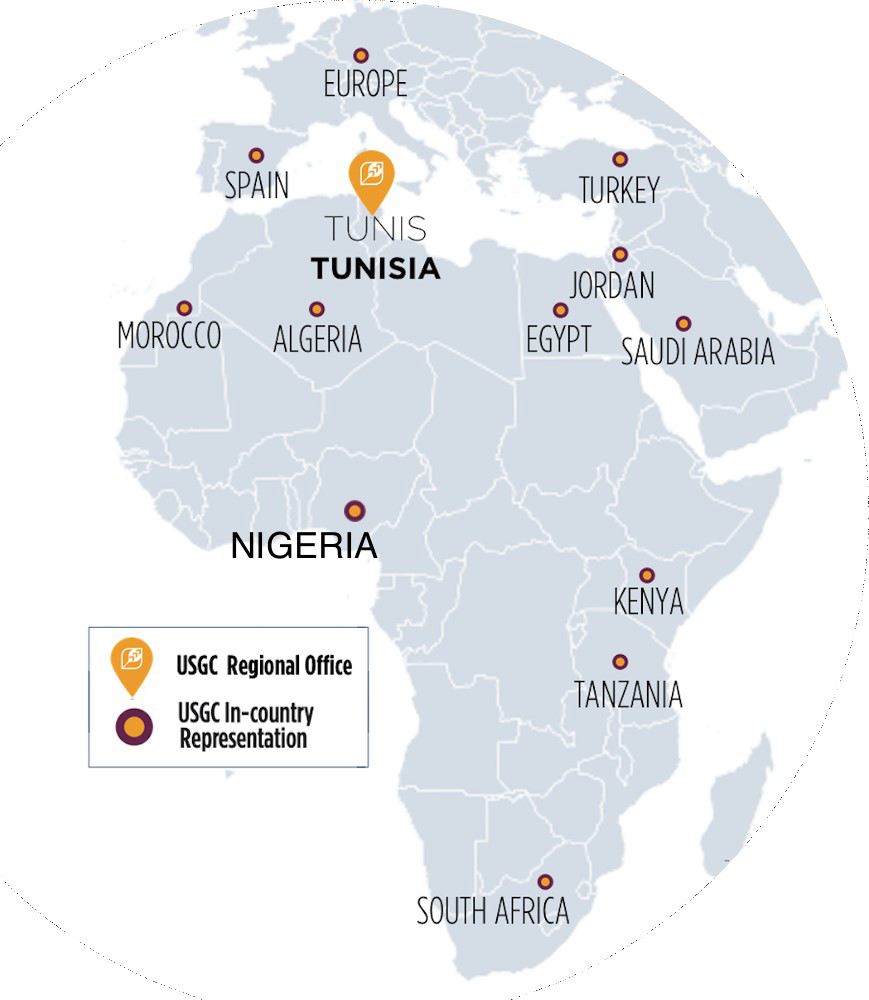 EUROPE
SPAIN
TURKEY
TUNIS
TUNISIA
JORDAN
MOROCCO
ALGERIA
EGYPT
SAUDI ARABIA
NIGERIA
KENYA
USGC Regional Office
TANZANIA
USGC In-country
Representation
SOUTH AFRICA